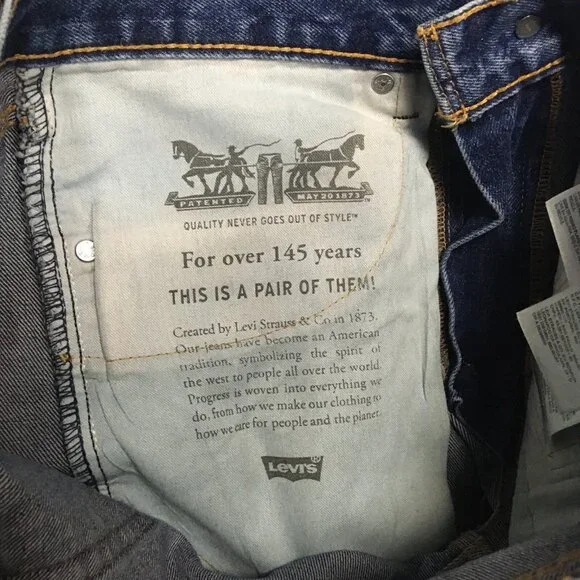 PATENTED
MAY 20 1873
QUALITY NEVER GOES OUT OF STYLE™
For over 145 years
THIS IS A PAIR OF THEM!
Created by Levi Strauss & Co in 1873.
Our jeans have become an American
tradition, symbolizing the spirit of
the west to people all over the world.
Progress is woven into everything we
do, from how we make our clothing to
how we care for people and the planet.
LEVI'S®